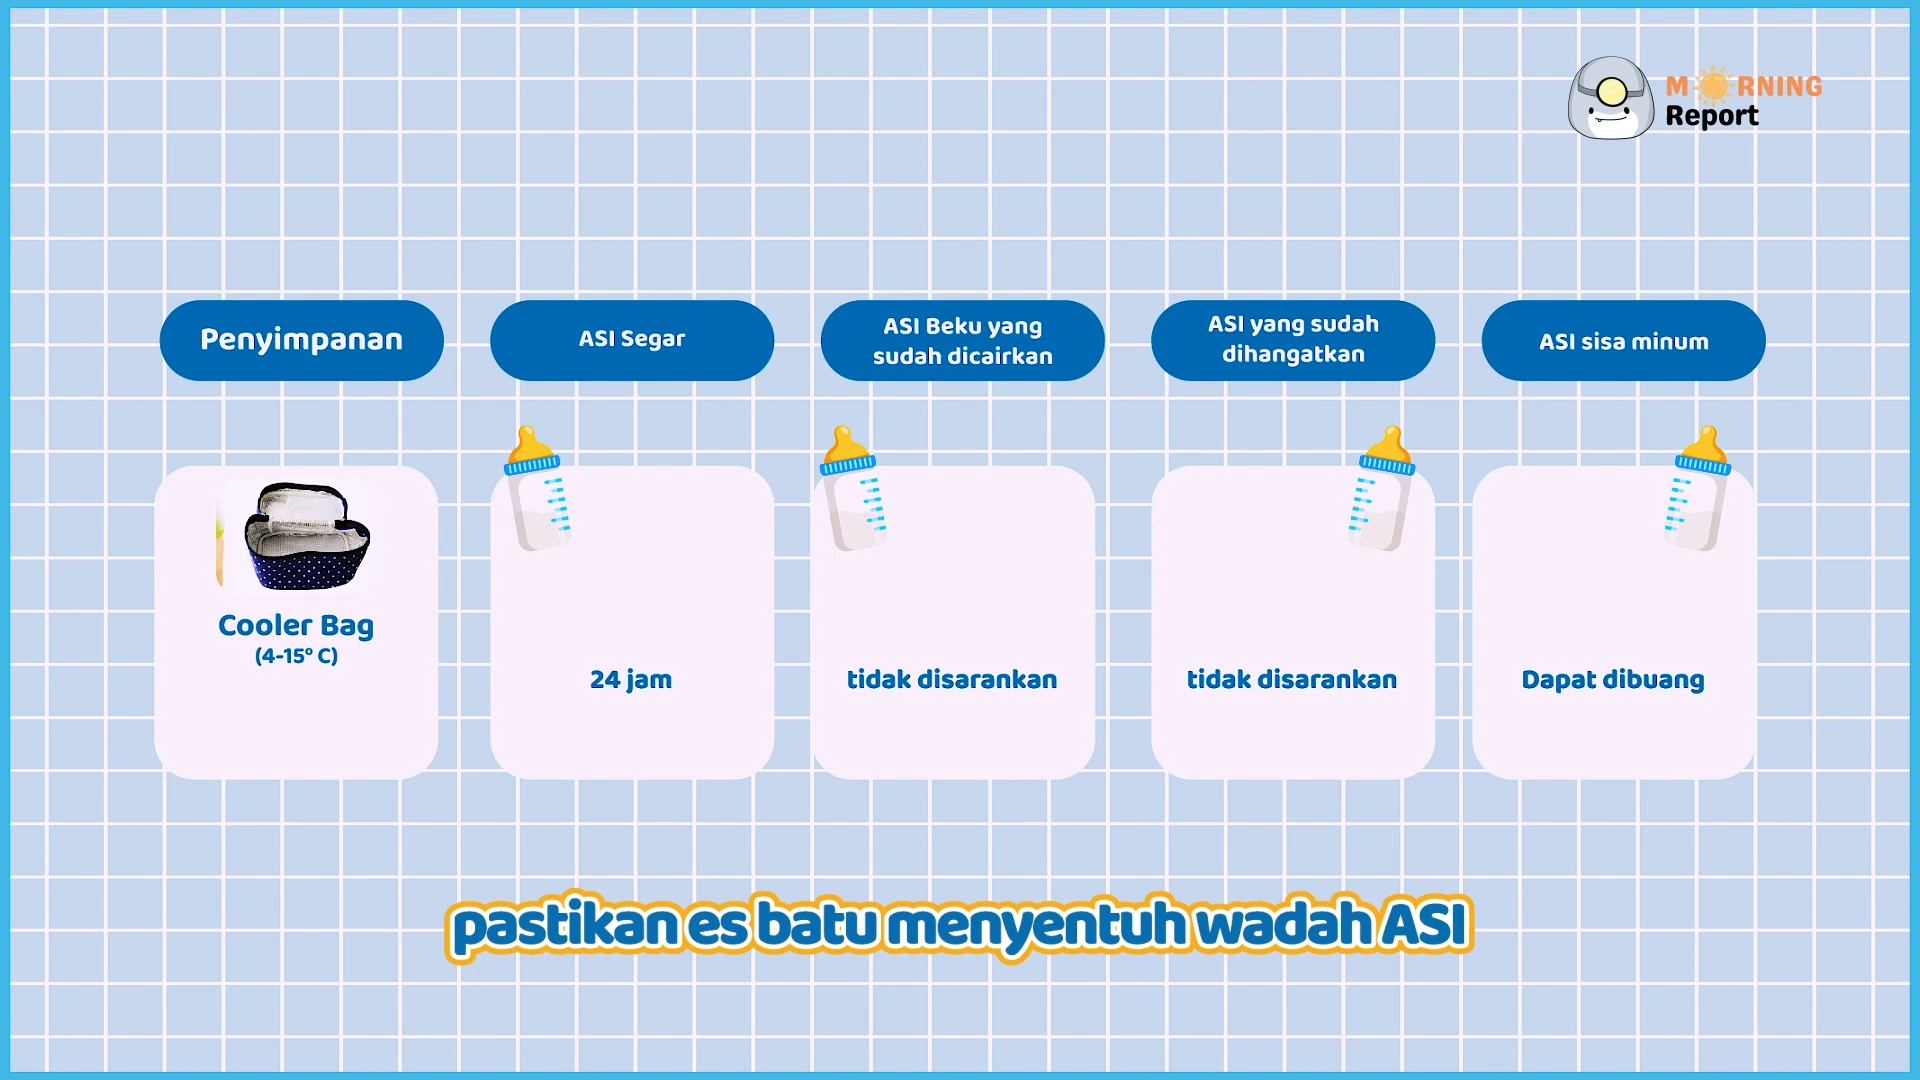 MORNING
Report
Penyimpanan
ASI Segar
ASI Beku yang
sudah dicairkan
ASI yang sudah
dihangatkan
ASI sisa minum
Cooler Bag
(4-15° C)
24 jam
tidak disarankan
tidak disarankan
Dapat dibuang
pastikan es batu menyentuh wadah ASI